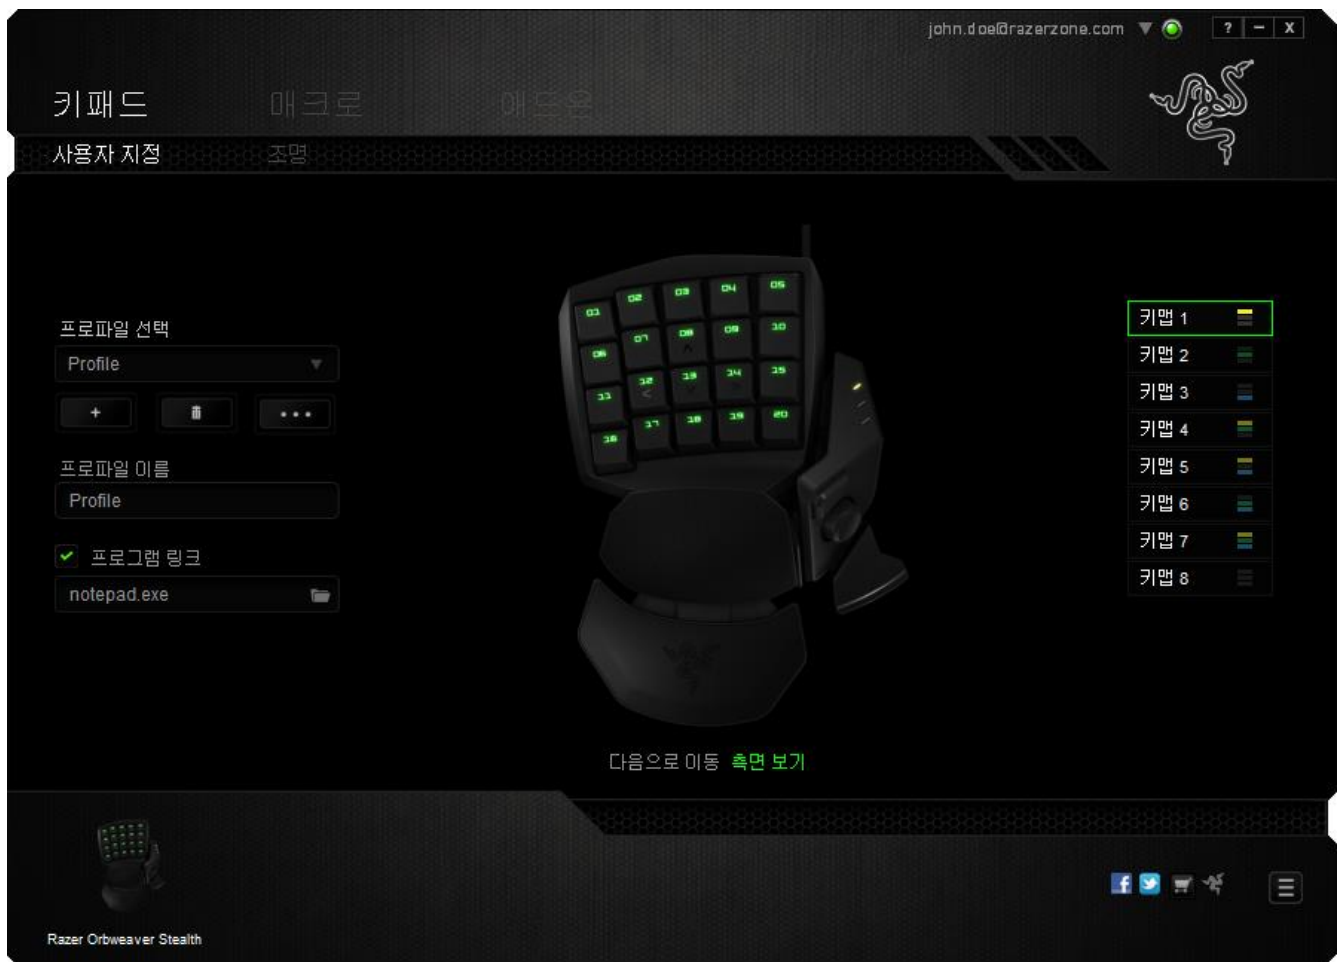 john.doe@razerzone.com
? – X
키패드 매크로 애드온
사용자 지정 조명
프로파일 선택
Profile
프로파일 이름
Profile
프로그램 링크
notepad.exe
01 02 03 04 05
06 07 08 09 10
11 12 13 14 15
16 17 18 19 20
키맵 1
키맵 2
키맵 3
키맵 4
키맵 5
키맵 6
키맵 7
키맵 8
다음으로 이동 측면 보기
Razer Orbweaver Stealth